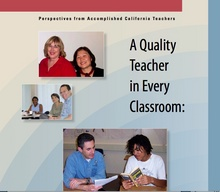 Perspectives from Accomplished California Teachers
A Quality
Teacher
in Every
Classroom: